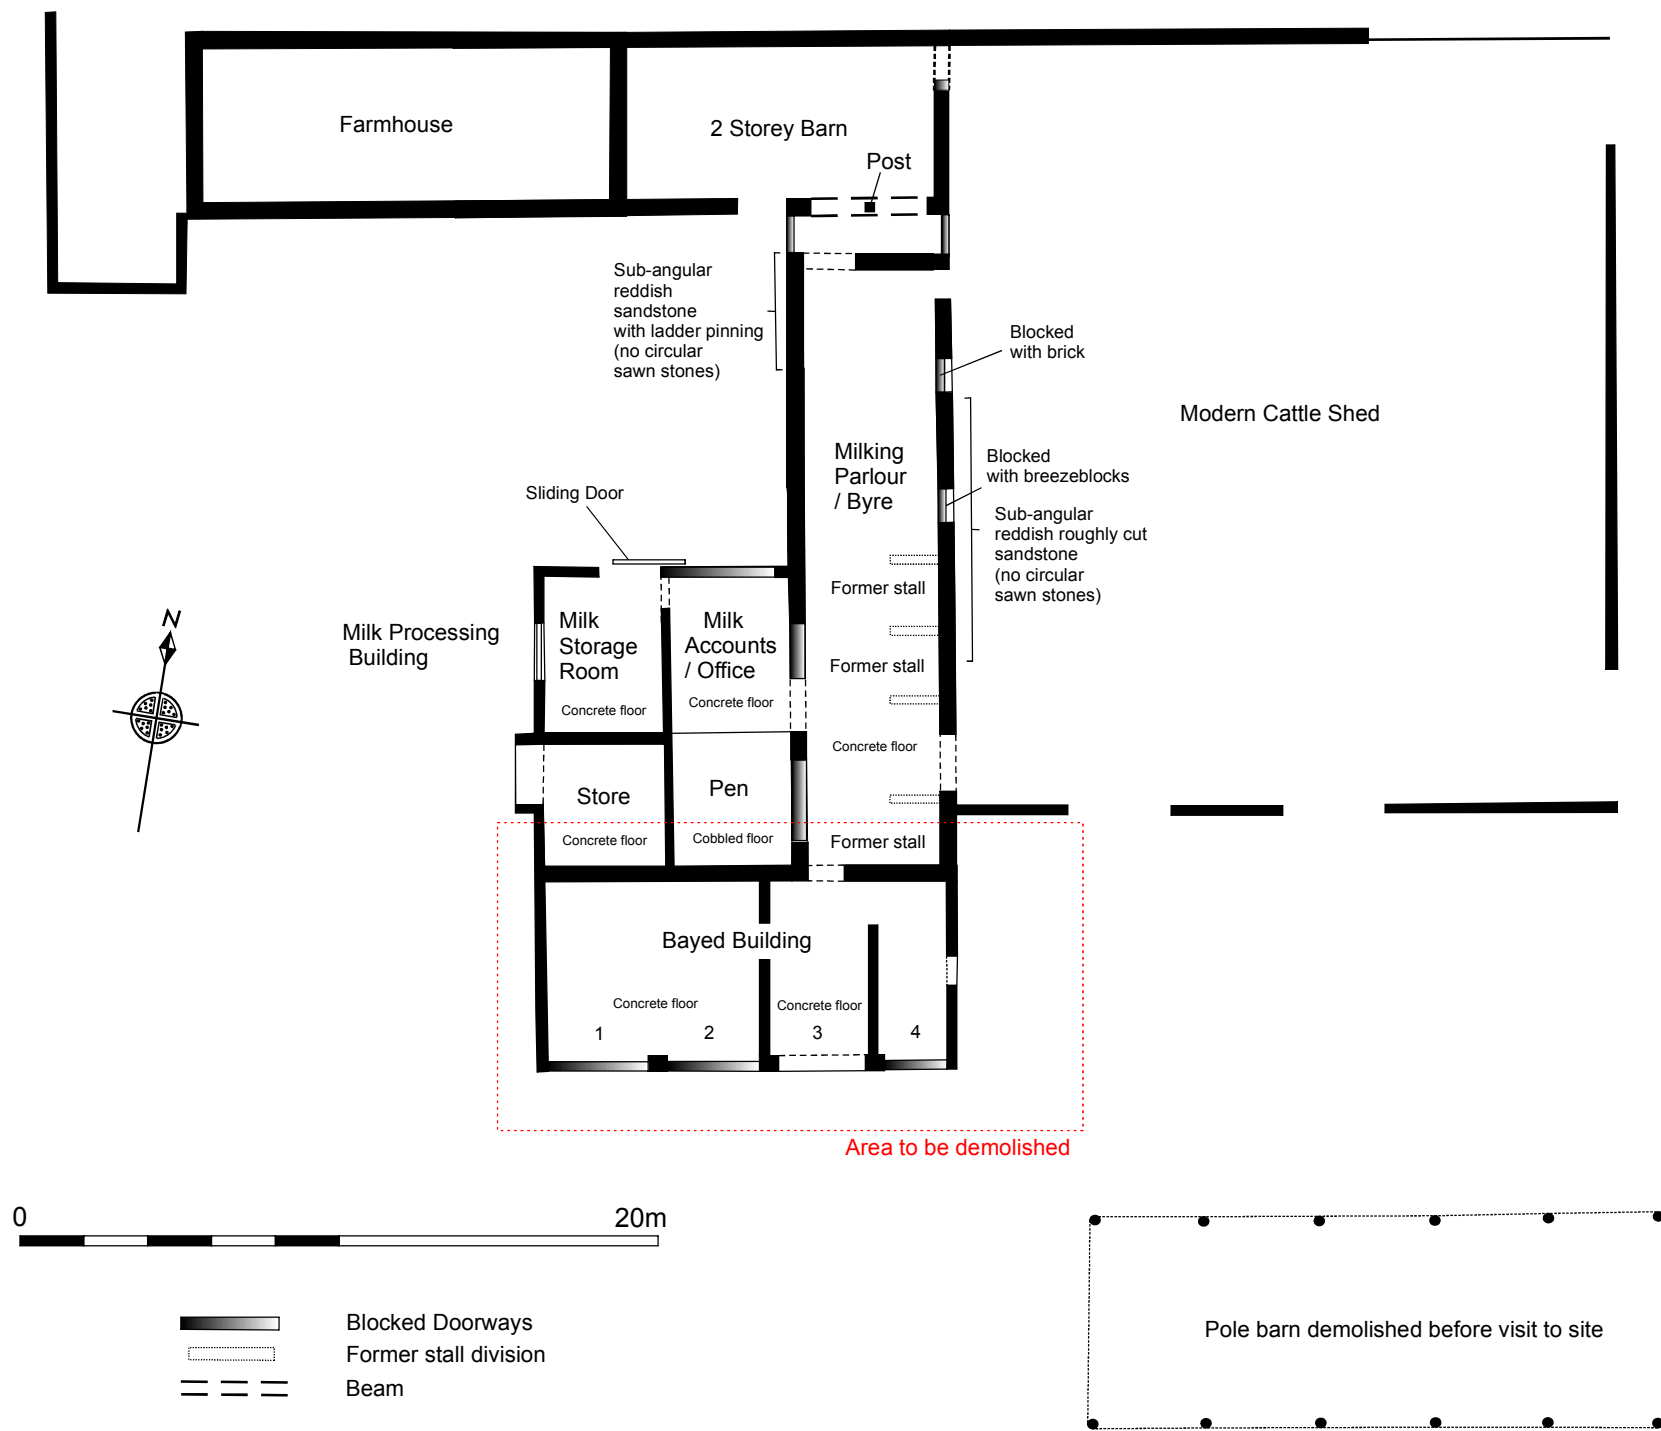 Farmhouse
2 Storey Barn
Post
Sub-angular
reddish
sandstone
with ladder pinning
(no circular
sawn stones)
Blocked
with brick
Modern Cattle Shed
Milking
Parlour
/ Byre
Blocked
with breezeblocks
Sliding Door
Sub-angular
reddish roughly cut
sandstone
(no circular
sawn stones)
Former stall
N
Milk Processing
Building
Milk
Storage
Room
Milk
Accounts
/ Office
Former stall
Concrete floor
Concrete floor
Concrete floor
Store
Pen
Concrete floor
Cobbled floor
Former stall
Bayed Building
Concrete floor
Concrete floor
1
2
3
4
Area to be demolished
0
20m
Blocked Doorways
Former stall division
Beam
Pole barn demolished before visit to site